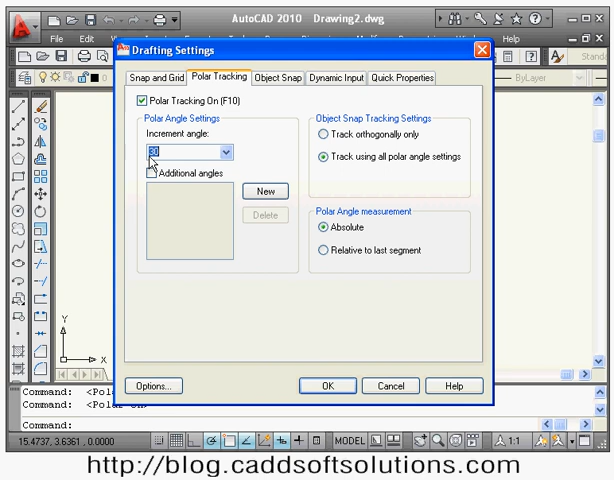 AutoCAD 2010 Drawing2.dwg
File Edit Help
Standa
ByLayer
Drafting Settings
Snap and Grid Polar Tracking Object Snap Dynamic Input Quick Properties
Polar Tracking On (F10)
Polar Angle Settings
Increment angle:
30
Additional angles
New
Delete
Object Snap Tracking Settings
Track orthogonally only
Track using all polar angle settings
Polar Angle measurement
Absolute
Relative to last segment
Options... OK Cancel Help
Y
X
Command: <Pol
Command: <Polar on>
Command:
15.4737, 3.6361, 0.0000 MODEL 1:1
http://blog.caddsoftsolutions.com